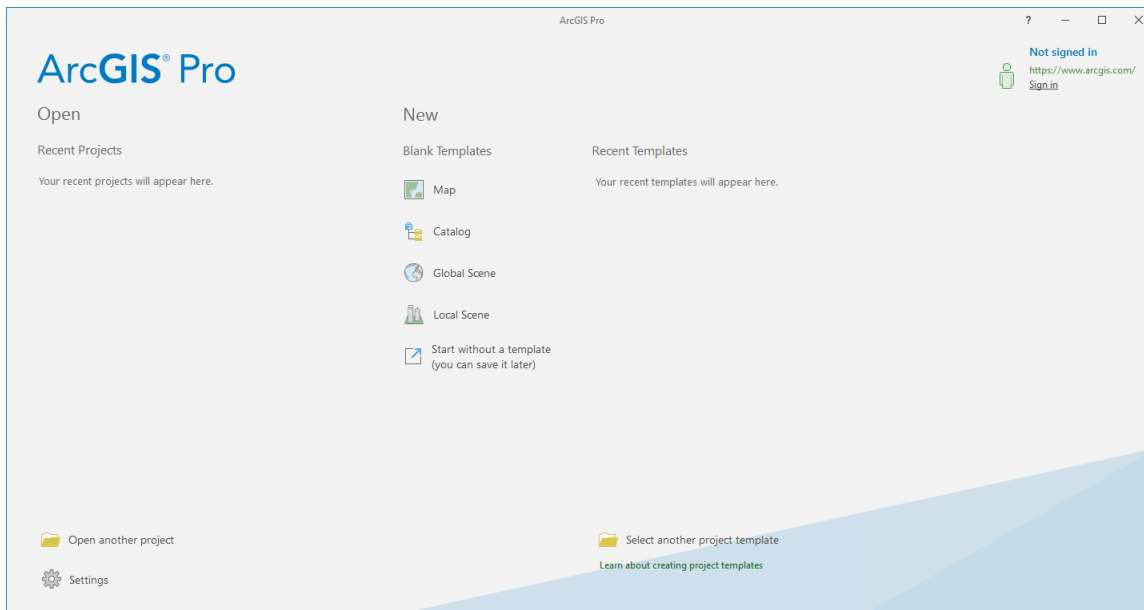 ArcGIS Pro
?
Not signed in
https://www.arcgis.com/
Sign in
ArcGIS® Pro
Open
Recent Projects
Your recent projects will appear here.
New
Blank Templates
Map
Catalog
Global Scene
Local Scene
Start without a template
(you can save it later)
Recent Templates
Your recent templates will appear here.
Open another project
Settings
Select another project template
Learn about creating project templates